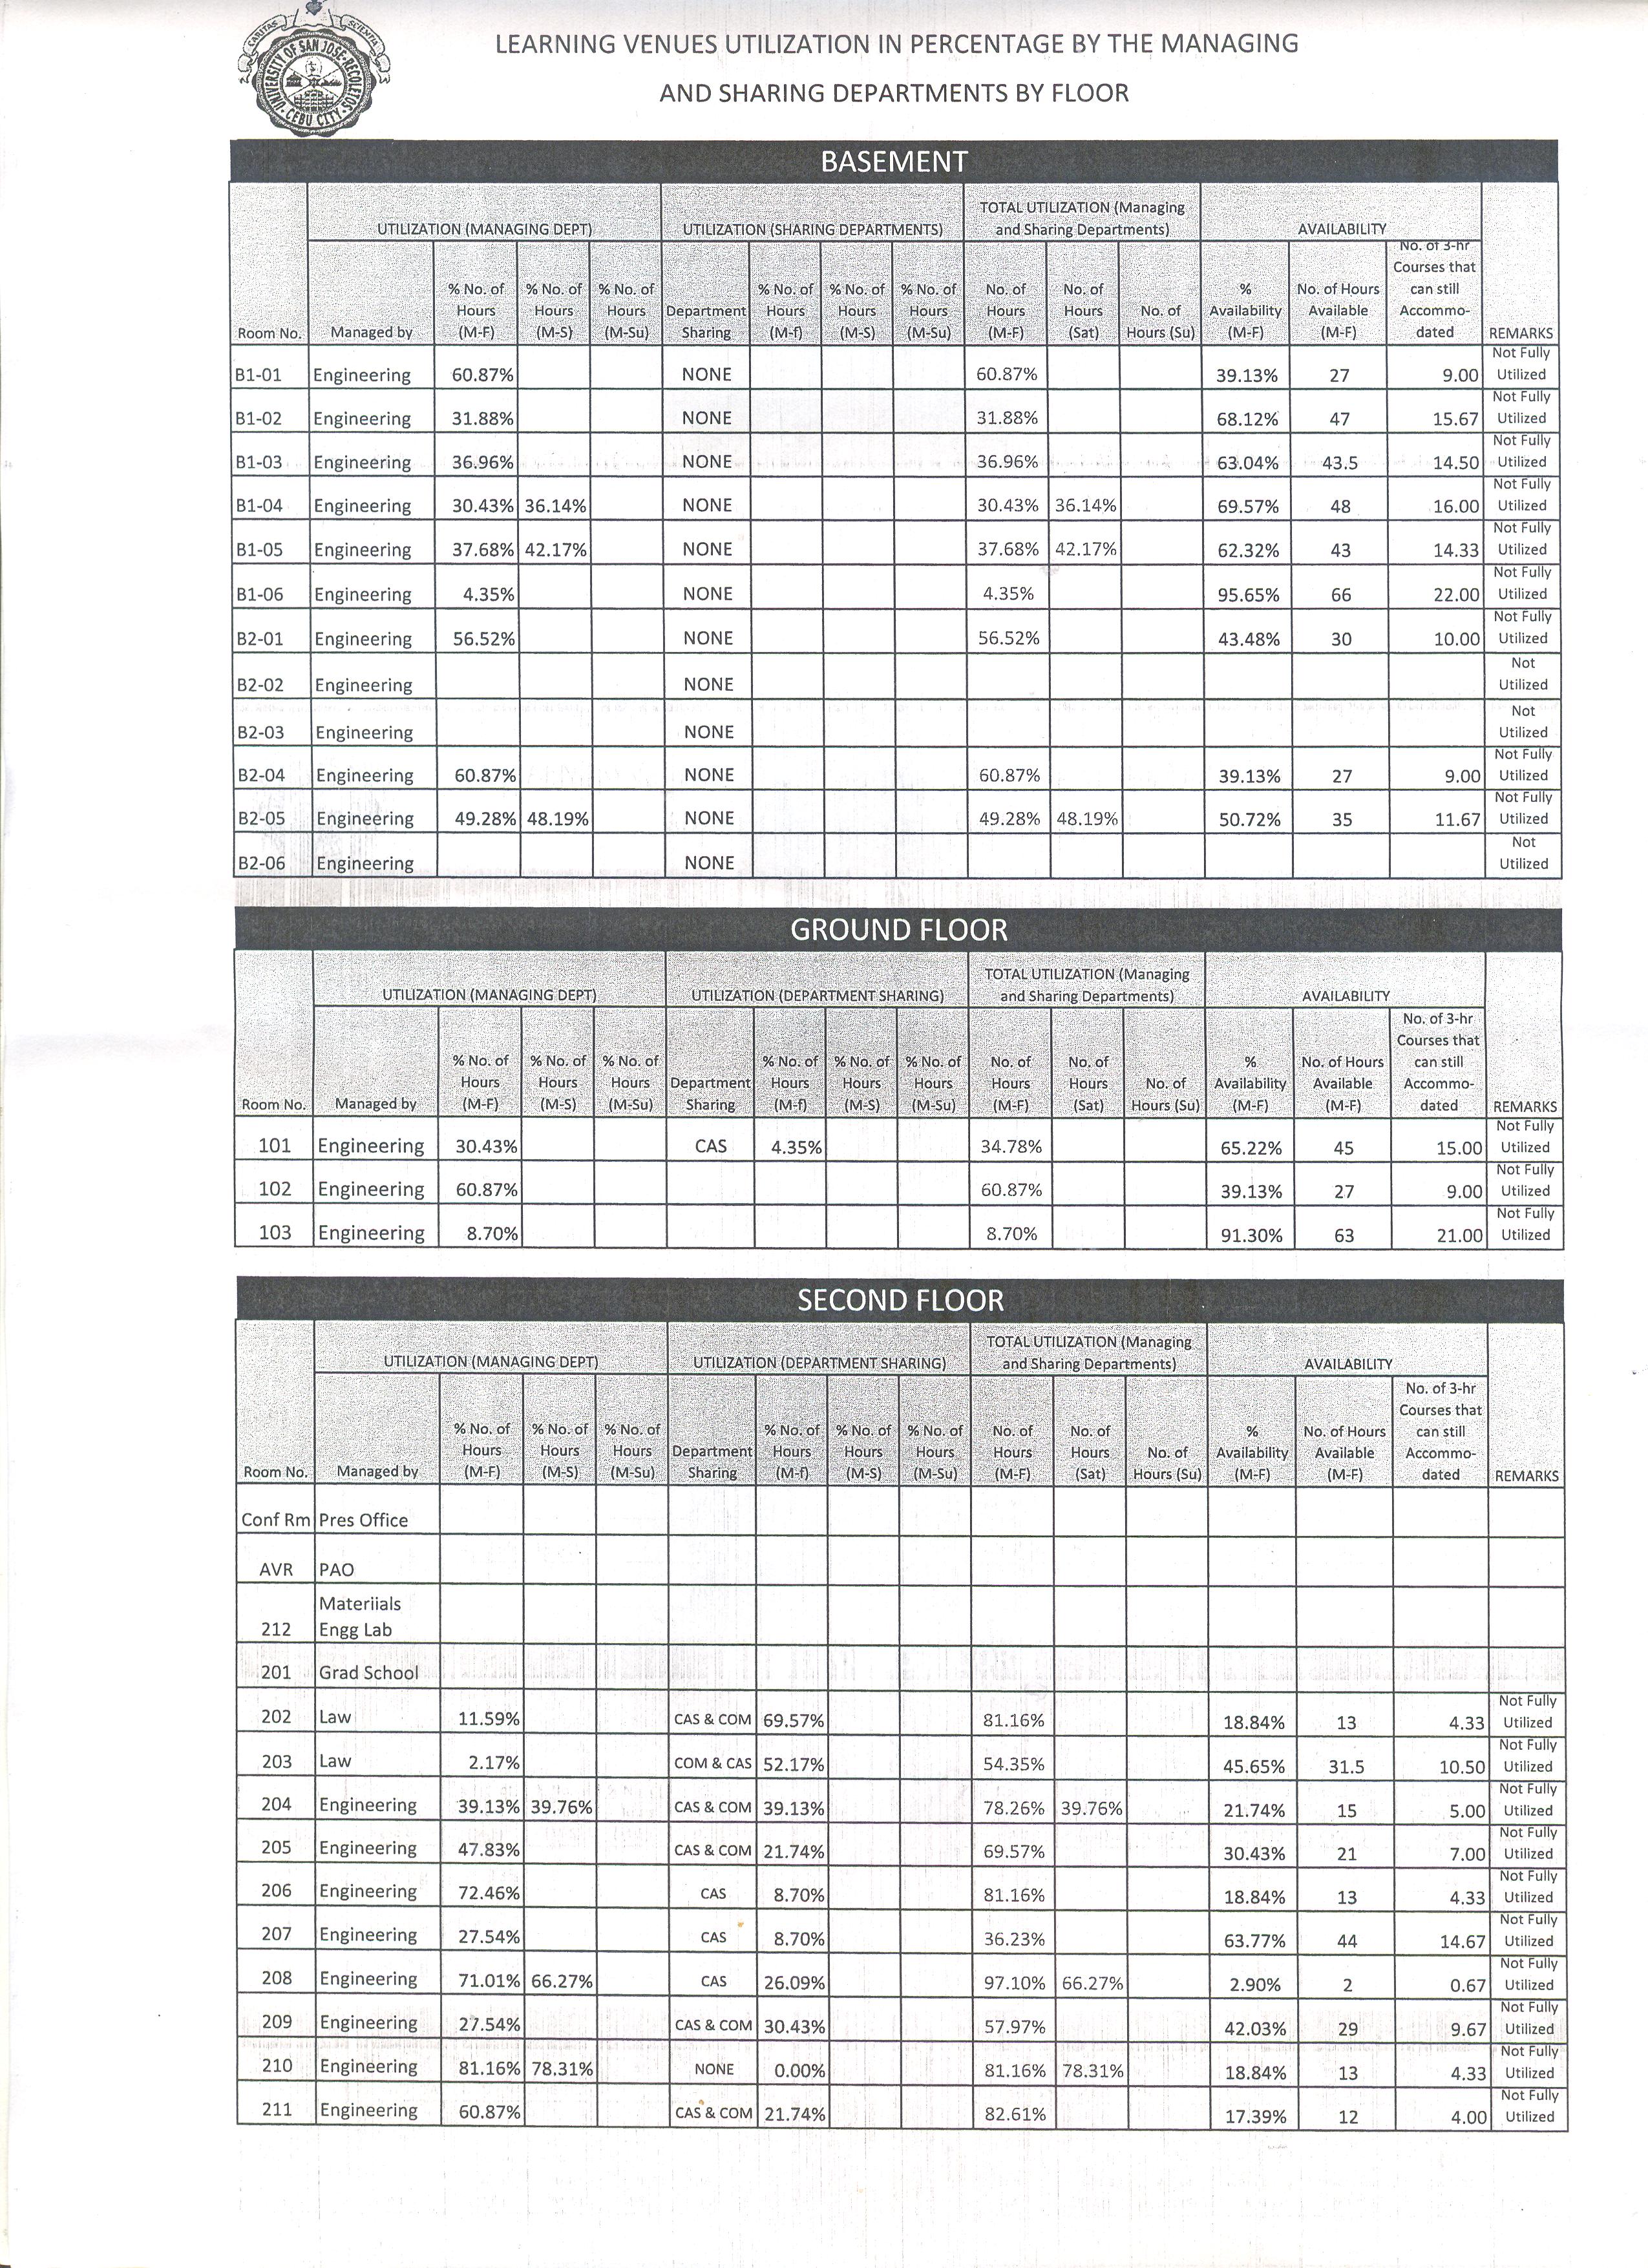 SANITAS SCIENTIA
UNIVERSITY OF SAN JOSE-RECOLETOS
CEBU CITY
LEARNING VENUES UTILIZATION IN PERCENTAGE BY THE MANAGING
AND SHARING DEPARTMENTS BY FLOOR
BASEMENT
UTILIZATION (MANAGING DEPT) UTILIZATION (SHARING DEPARTMENTS) TOTAL UTILIZATION (Managing and Sharing Departments) AVAILABILITY
Room No. Managed by % No. of Hours (M-F) % No. of Hours (M-S) % No. of Hours (M-Su) Department Sharing % No. of Hours (M-f) % No. of Hours (M-S) % No. of Hours (M-Su) No. of Hours (M-F) No. of Hours (Sat) No. of Hours (Su) % Availability (M-F) No. of Hours Available (M-F) No. of 3-hr Courses that can still Accommo-dated REMARKS
B1-01 Engineering 60.87% NONE 60.87% 39.13% 27 9.00 Not Fully Utilized
B1-02 Engineering 31.88% NONE 31.88% 68.12% 47 15.67 Not Fully Utilized
B1-03 Engineering 36.96% NONE 36.96% 63.04% 43.5 14.50 Not Fully Utilized
B1-04 Engineering 30.43% 36.14% NONE 30.43% 36.14% 69.57% 48 16.00 Not Fully Utilized
B1-05 Engineering 37.68% 42.17% NONE 37.68% 42.17% 62.32% 43 14.33 Not Fully Utilized
B1-06 Engineering 4.35% NONE 4.35% 95.65% 66 22.00 Not Fully Utilized
B2-01 Engineering 56.52% NONE 56.52% 43.48% 30 10.00 Not Fully Utilized
B2-02 Engineering NONE Not Utilized
B2-03 Engineering NONE Not Utilized
B2-04 Engineering 60.87% NONE 60.87% 39.13% 27 9.00 Not Fully Utilized
B2-05 Engineering 49.28% 48.19% NONE 49.28% 48.19% 50.72% 35 11.67 Not Fully Utilized
B2-06 Engineering NONE Not Utilized
GROUND FLOOR
UTILIZATION (MANAGING DEPT) UTILIZATION (DEPARTMENT SHARING) TOTAL UTILIZATION (Managing and Sharing Departments) AVAILABILITY
Room No. Managed by % No. of Hours (M-F) % No. of Hours (M-S) % No. of Hours (M-Su) Department Sharing % No. of Hours (M-f) % No. of Hours (M-S) % No. of Hours (M-Su) No. of Hours (M-F) No. of Hours (Sat) No. of Hours (Su) % Availability (M-F) No. of Hours Available (M-F) No. of 3-hr Courses that can still Accommo-dated REMARKS
101 Engineering 30.43% CAS 4.35% 34.78% 65.22% 45 15.00 Not Fully Utilized
102 Engineering 60.87% 60.87% 39.13% 27 9.00 Not Fully Utilized
103 Engineering 8.70% 8.70% 91.30% 63 21.00 Not Fully Utilized
SECOND FLOOR
UTILIZATION (MANAGING DEPT) UTILIZATION (DEPARTMENT SHARING) TOTAL UTILIZATION (Managing and Sharing Departments) AVAILABILITY
Room No. Managed by % No. of Hours (M-F) % No. of Hours (M-S) % No. of Hours (M-Su) Department Sharing % No. of Hours (M-f) % No. of Hours (M-S) % No. of Hours (M-Su) No. of Hours (M-F) No. of Hours (Sat) No. of Hours (Su) % Availability (M-F) No. of Hours Available (M-F) No. of 3-hr Courses that can still Accommo-dated REMARKS
Conf Rm Pres Office
AVR PAO
212 Materiials Engg Lab
201 Grad School
202 Law 11.59% CAS & COM 69.57% 81.16% 18.84% 13 4.33 Not Fully Utilized
203 Law 2.17% COM & CAS 52.17% 54.35% 45.65% 31.5 10.50 Not Fully Utilized
204 Engineering 39.13% 39.76% CAS & COM 39.13% 78.26% 39.76% 21.74% 15 5.00 Not Fully Utilized
205 Engineering 47.83% CAS & COM 21.74% 69.57% 30.43% 21 7.00 Not Fully Utilized
206 Engineering 72.46% CAS 8.70% 81.16% 18.84% 13 4.33 Not Fully Utilized
207 Engineering 27.54% CAS 8.70% 36.23% 63.77% 44 14.67 Not Fully Utilized
208 Engineering 71.01% 66.27% CAS 26.09% 97.10% 66.27% 2.90% 2 0.67 Not Fully Utilized
209 Engineering 27.54% CAS & COM 30.43% 57.97% 42.03% 29 9.67 Not Fully Utilized
210 Engineering 81.16% 78.31% NONE 0.00% 81.16% 78.31% 18.84% 13 4.33 Not Fully Utilized
211 Engineering 60.87% CAS & COM 21.74% 82.61% 17.39% 12 4.00 Not Fully Utilized